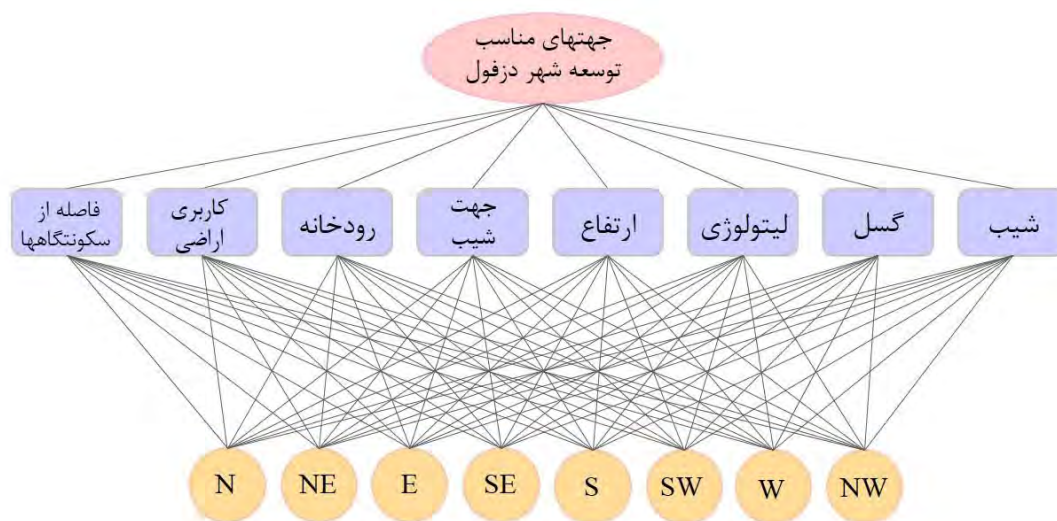 جهتهای مناسب
توسعه شهر دزفول
شیب
گسل
لیتولوژی
ارتفاع
جهت
شیب
رودخانه
کاربری
اراضی
فاصله از
سکونتگاهها
N
NE
E
SE
S
SW
W
NW